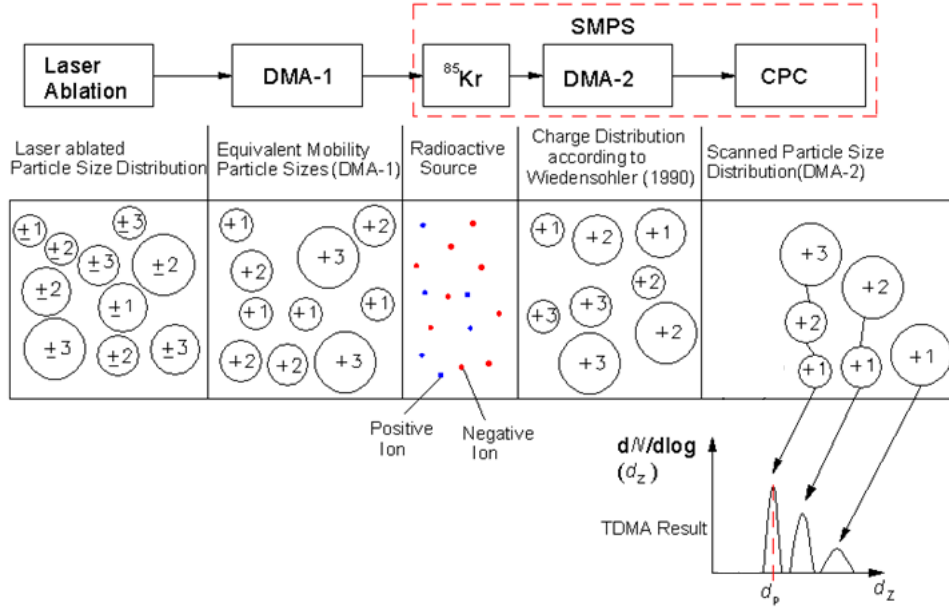 SMPS
Laser
Ablation
DMA-1
⁸⁵Kr
DMA-2
CPC
Laser ablated
Particle Size Distribution
Equivalent Mobility
Particle Sizes (DMA-1)
Radioactive
Source
Charge Distribution
according to
Wiedensohler (1990)
Scanned Particle Size
Distribution(DMA-2)
±1
±2
±3
±3
±2
±2
±1
±3
±2
±3
+1
+2
+3
+2
+1
+1
+1
+2
+2
+3
+1
+2
+1
+2
+3
+3
+2
+3
+3
+2
+2
+1
+1
+1
Positive
Ion
Negative
Ion
dN/dlog
(d_z)
TDMA Result
d_p
d_z